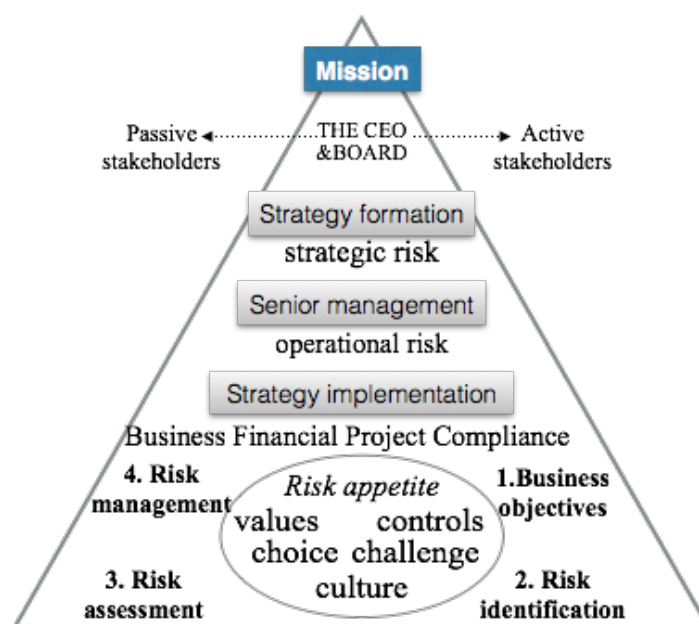 Mission
Passive
stakeholders
THE CEO
&BOARD
Active
stakeholders
Strategy formation
strategic risk
Senior management
operational risk
Strategy implementation
Business Financial Project Compliance
4. Risk
management
Risk appetite
values controls
choice challenge
culture
1.Business
objectives
3. Risk
assessment
2. Risk
identification